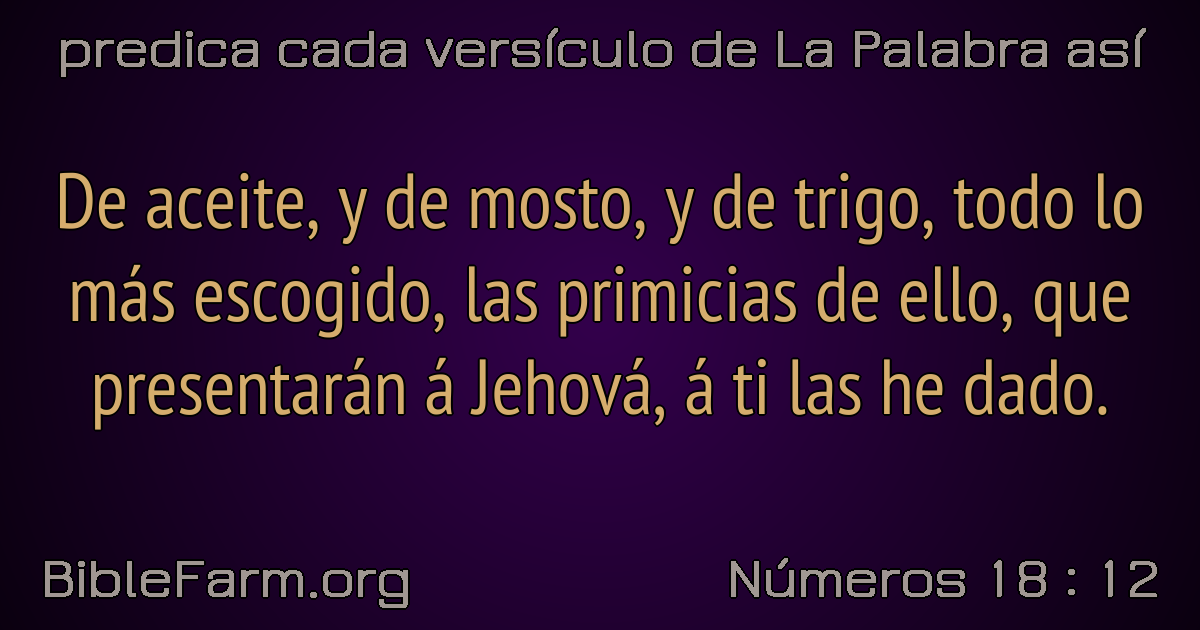 predica cada versículo de La Palabra así
De aceite, y de mosto, y de trigo, todo lo
más escogido, las primicias de ello, que
presentarán á Jehová, á ti las he dado.
BibleFarm.org
Números 18 : 12